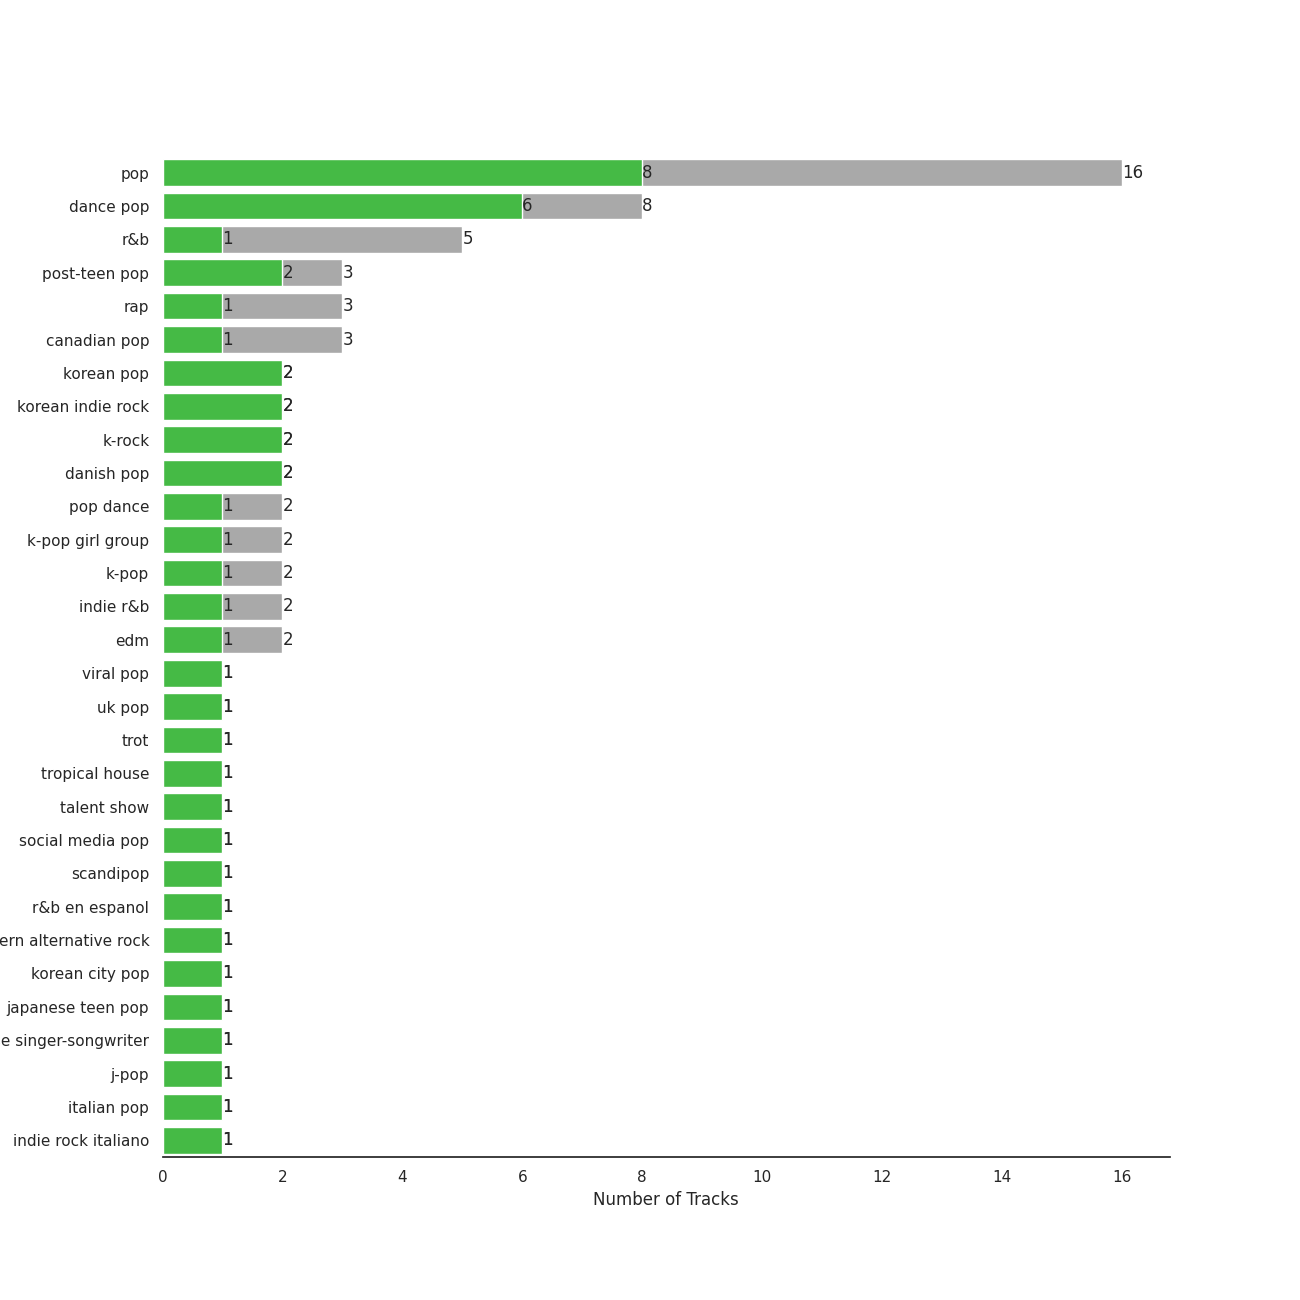 pop 8 16
dance pop 6 8
r&b 1 5
post-teen pop 2 3
rap 1 3
canadian pop 1 3
korean pop 2
korean indie rock 2
k-rock 2
danish pop 2
pop dance 1 2
k-pop girl group 1 2
k-pop 1 2
indie r&b 1 2
edm 1 2
viral pop 1
uk pop 1
trot 1
tropical house 1
talent show 1
social media pop 1
scandipop 1
r&b en espanol 1
ern alternative rock 1
korean city pop 1
japanese teen pop 1
e singer-songwriter 1
j-pop 1
italian pop 1
indie rock italiano 1
0 2 4 6 8 10 12 14 16
Number of Tracks